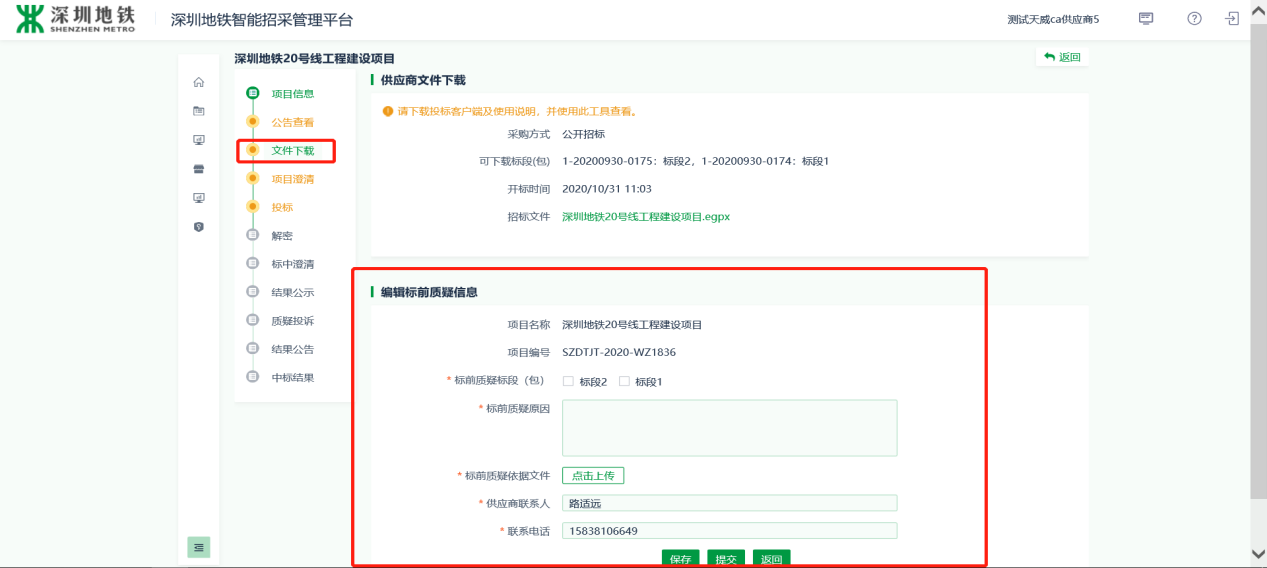 深圳地铁
SHENZHEN METRO
深圳地铁智能招采管理平台
测试天威ca供应商5
深圳地铁20号线工程建设项目
返回
项目信息
公告查看
文件下载
项目澄清
投标
解密
标中澄清
结果公示
质疑投诉
结果公告
中标结果
供应商文件下载
请下载投标客户端及使用说明，并使用此工具查看。
采购方式 公开招标
可下载标段(包) 1-20200930-0175：标段2，1-20200930-0174：标段1
开标时间 2020/10/31 11:03
招标文件 深圳地铁20号线工程建设项目.egpx
编辑标前质疑信息
项目名称 深圳地铁20号线工程建设项目
项目编号 SZDTJT-2020-WZ1836
* 标前质疑标段（包） 标段2 标段1
* 标前质疑原因
* 标前质疑依据文件 点击上传
* 供应商联系人 路适远
* 联系电话 15838106649
保存 提交 返回